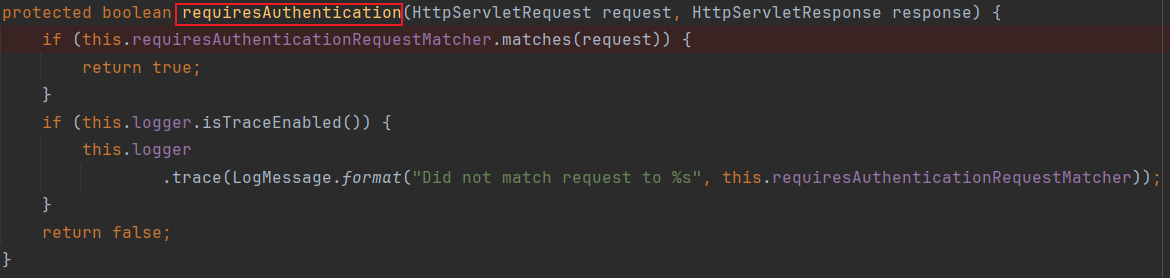 protected boolean requiresAuthentication(HttpServletRequest request, HttpServletResponse response) {
    if (this.requiresAuthenticationRequestMatcher.matches(request)) {
        return true;
    }
    if (this.logger.isTraceEnabled()) {
        this.logger
                .trace(LogMessage.format("Did not match request to %s", this.requiresAuthenticationRequestMatcher));
    }
    return false;
}